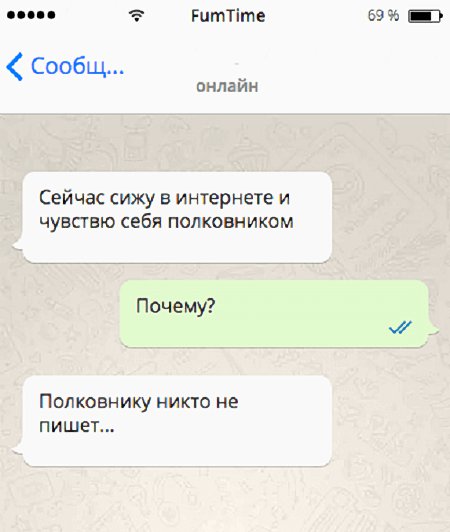 FumTime 69 %
Сообщ...
онлайн
Сейчас сижу в интернете и
чувствю себя полковником
Почему?
Полковнику никто не
пишет...